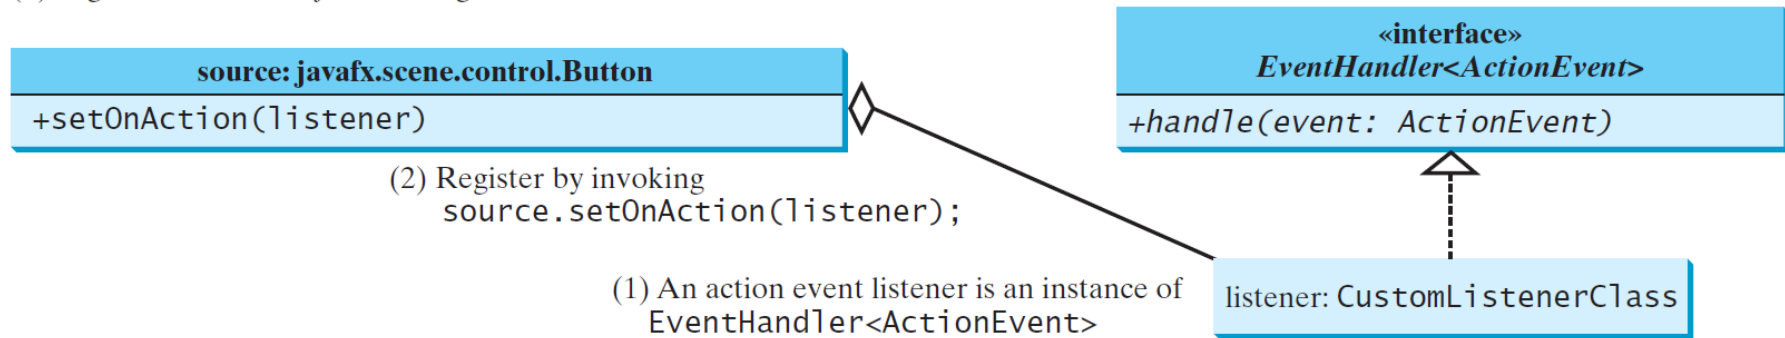 source: javafx.scene.control.Button
+setOnAction(listener)
«interface»
EventHandler<ActionEvent>
+handle(event: ActionEvent)
(2) Register by invoking
source.setOnAction(listener);
(1) An action event listener is an instance of
EventHandler<ActionEvent>
listener: CustomListenerClass